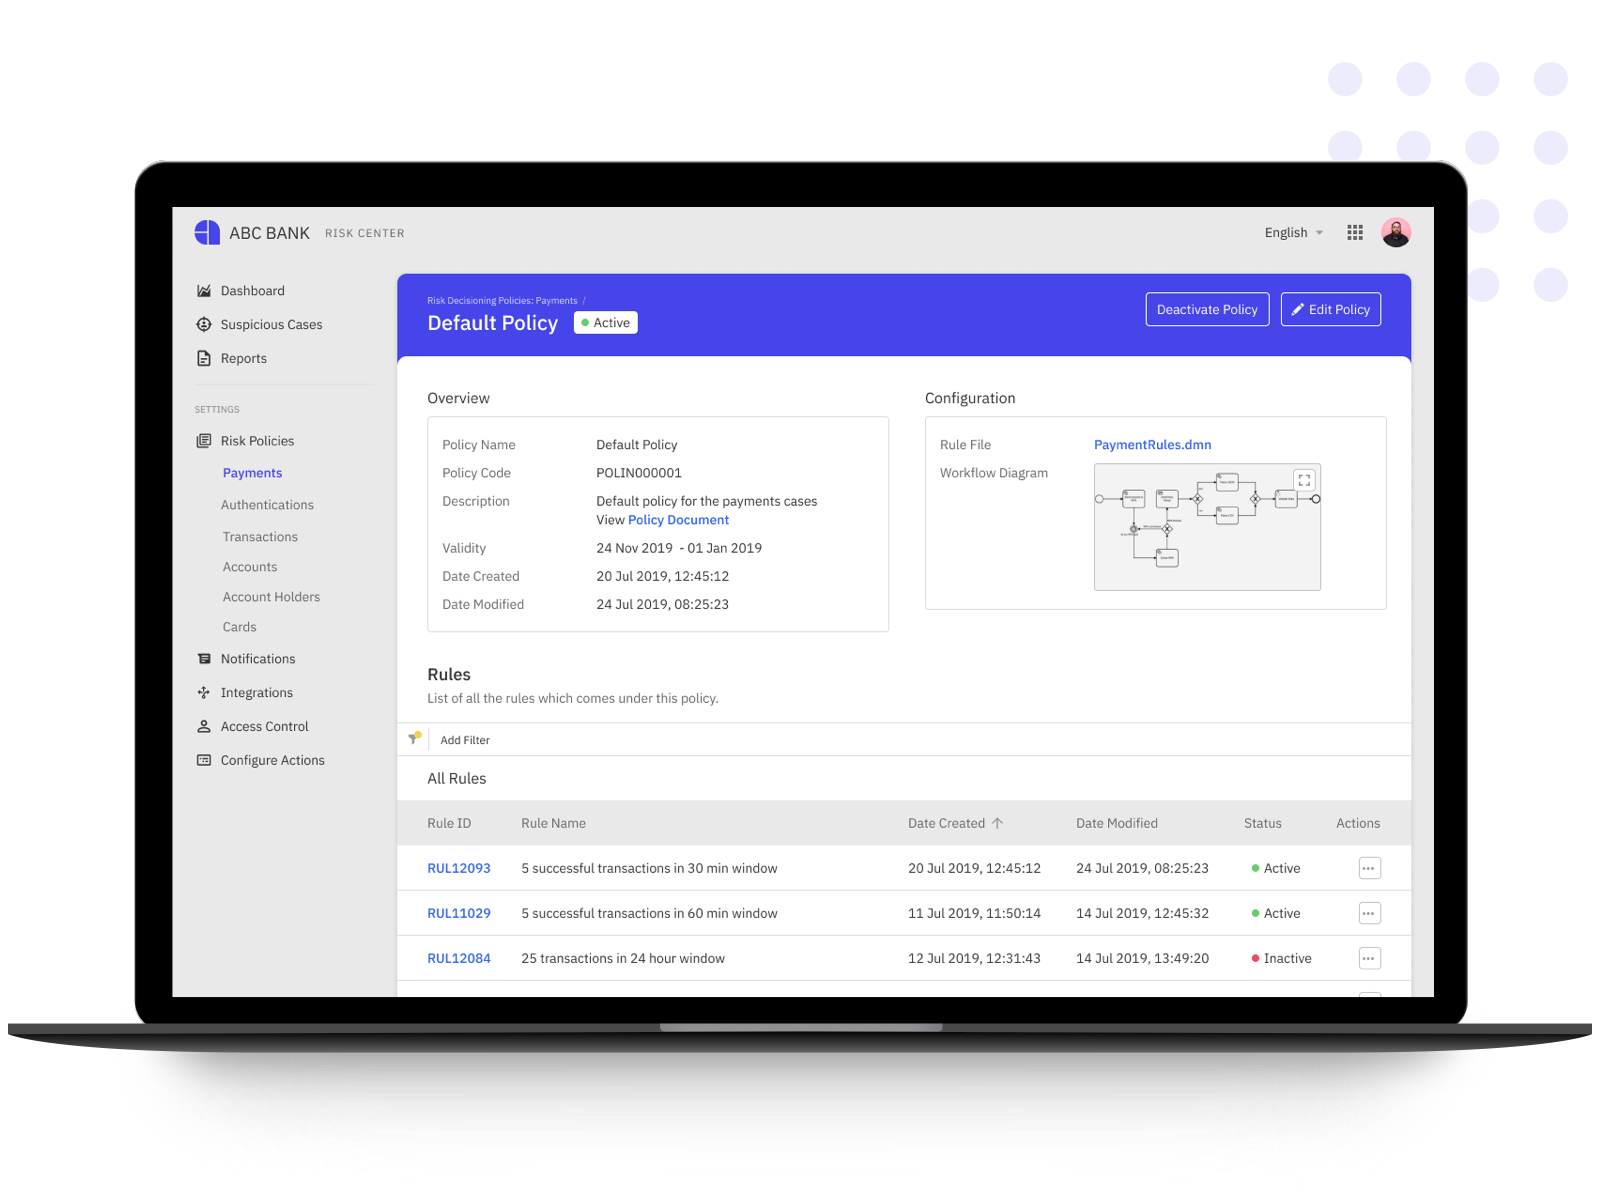 ABC BANK RISK CENTER
English
Dashboard
Suspicious Cases
Reports
SETTINGS
Risk Policies
Payments
Authentications
Transactions
Accounts
Account Holders
Cards
Notifications
Integrations
Access Control
Configure Actions
Risk Decisioning Policies: Payments /
Default Policy Active
Deactivate Policy Edit Policy
Overview
Policy Name Default Policy
Policy Code POLIN000001
Description Default policy for the payments cases
View Policy Document
Validity 24 Nov 2019 - 01 Jan 2019
Date Created 20 Jul 2019, 12:45:12
Date Modified 24 Jul 2019, 08:25:23
Configuration
Rule File PaymentRules.dmn
Workflow Diagram
Rules
List of all the rules which comes under this policy.
Add Filter
All Rules
Rule ID Rule Name Date Created Date Modified Status Actions
RUL12093 5 successful transactions in 30 min window 20 Jul 2019, 12:45:12 24 Jul 2019, 08:25:23 Active
RUL11029 5 successful transactions in 60 min window 11 Jul 2019, 11:50:14 14 Jul 2019, 12:45:32 Active
RUL12084 25 transactions in 24 hour window 12 Jul 2019, 12:31:43 14 Jul 2019, 13:49:20 Inactive